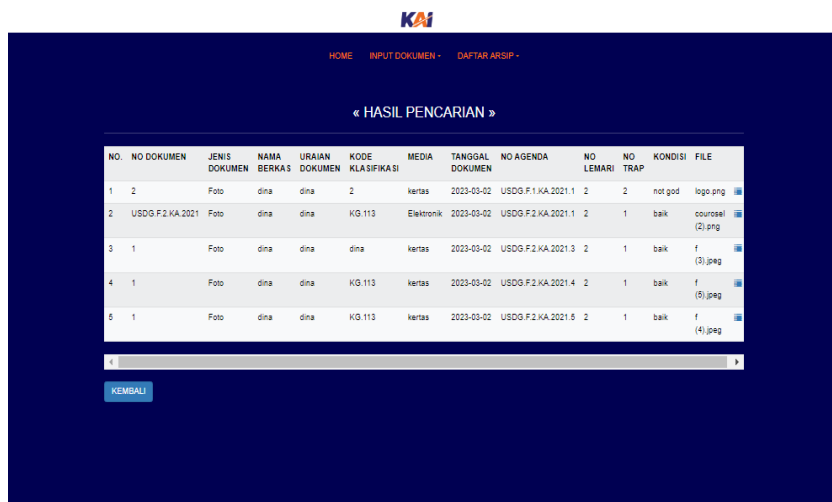 KAI
HOME INPUT DOKUMEN DAFTAR ARSIP
« HASIL PENCARIAN »
NO. NO DOKUMEN JENIS DOKUMEN NAMA BERKAS URAIAN DOKUMEN KODE KLASIFIKASI MEDIA TANGGAL DOKUMEN NO AGENDA NO LEMARI NO TRAP KONDISI FILE
1 2 Foto dina dina 2 kertas 2023-03-02 USDG.F.1.KA.2021.1 2 2 not god logo.png
2 USDG.F.2.KA.2021 Foto dina dina KG.113 Elektronik 2023-03-02 USDG.F.2.KA.2021.1 2 1 baik courosel (2).png
3 1 Foto dina dina dina kertas 2023-03-02 USDG.F.2.KA.2021.3 2 1 baik f (3).jpeg
4 1 Foto dina dina KG.113 kertas 2023-03-02 USDG.F.2.KA.2021.4 2 1 baik f (5).jpeg
5 1 Foto dina dina KG.113 kertas 2023-03-02 USDG.F.2.KA.2021.5 2 1 baik f (4).jpeg
KEMBALI